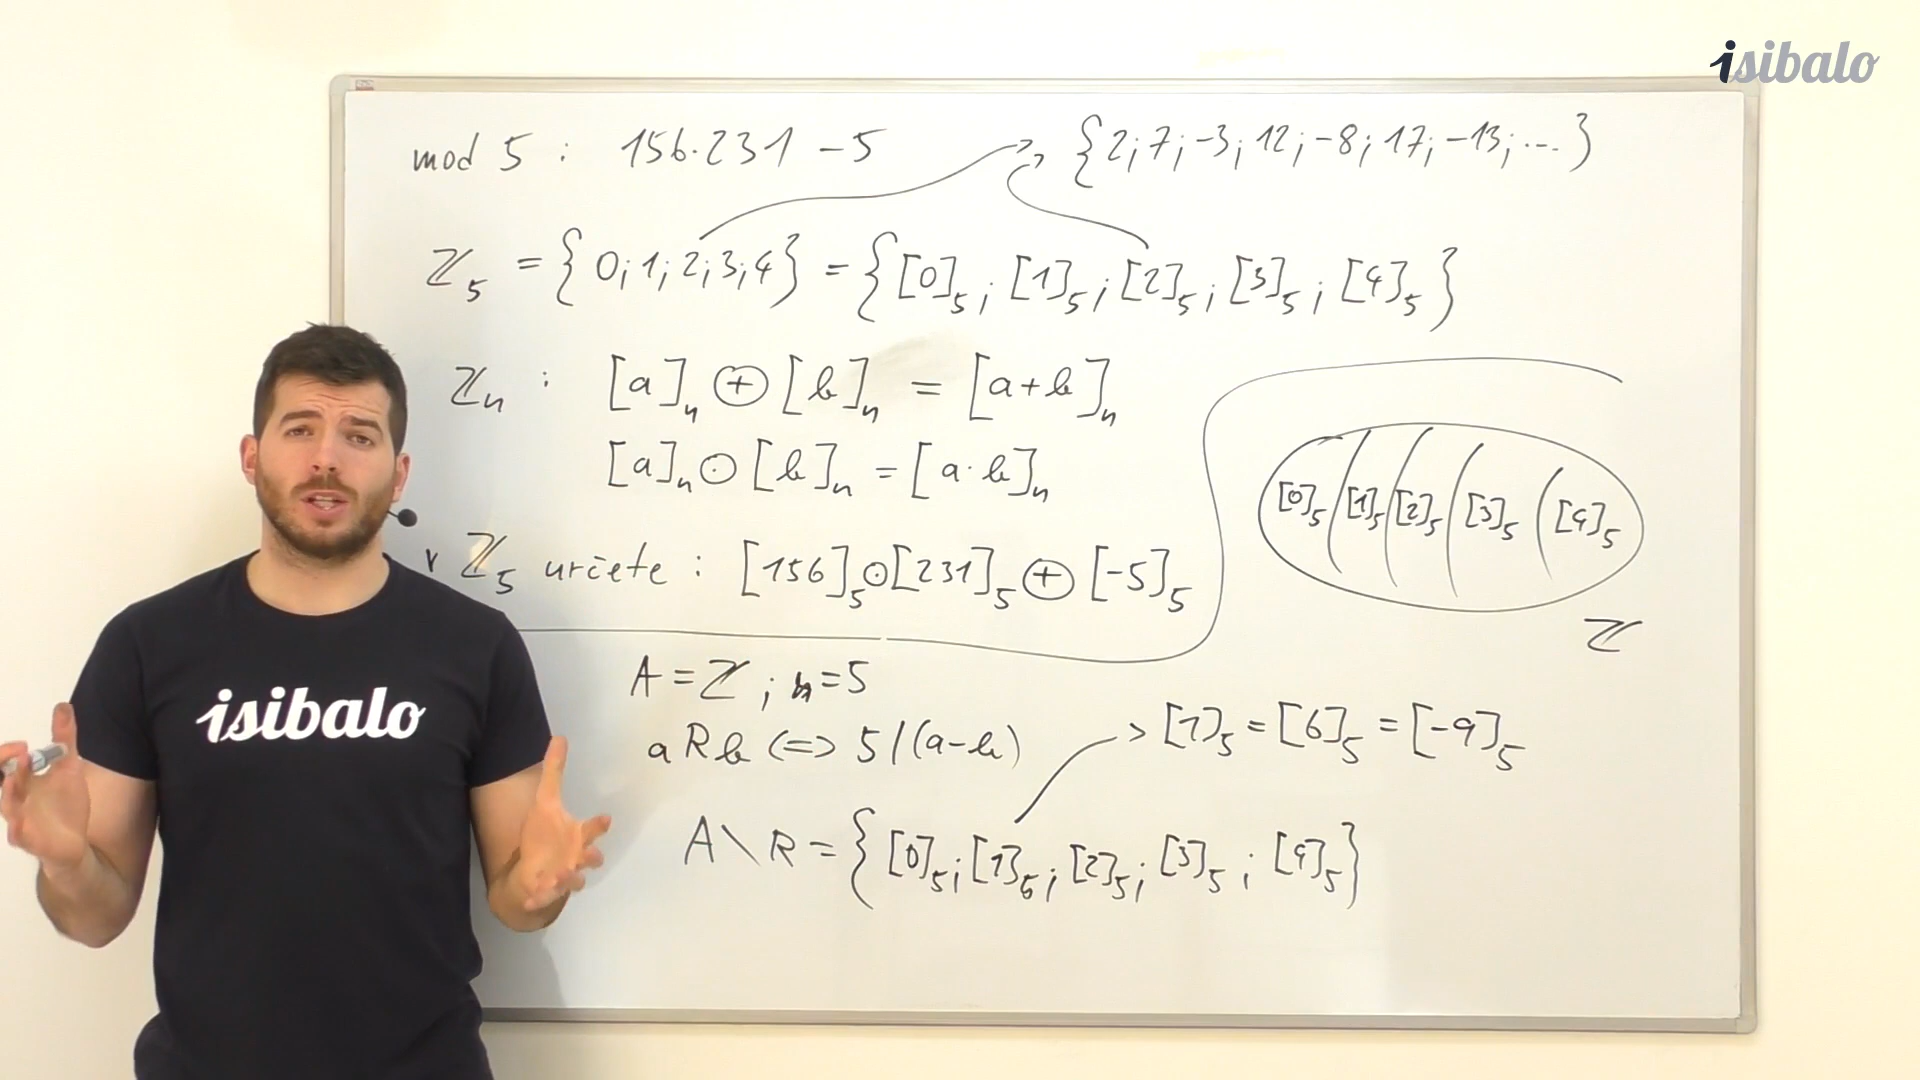 isibalo
mod 5 : 156·231 - 5
{2; 7; -3; 12; -8; 17; -13; ...}
ℤ₅ = {0; 1; 2; 3; 4} = {[0]₅; [1]₅; [2]₅; [3]₅; [4]₅}
ℤₙ : [a]ₙ ⊕ [b]ₙ = [a+b]ₙ
[a]ₙ ⊙ [b]ₙ = [a·b]ₙ
[0]₅ [1]₅ [2]₅ [3]₅ [4]₅
ℤ
v ℤ₅ určete : [156]₅ ⊙ [231]₅ ⊕ [-5]₅
A = ℤ ; n = 5
a R b <=> 5 | (a-b)
> [1]₅ = [6]₅ = [-9]₅
A \ R = {[0]₅; [1]₅; [2]₅; [3]₅; [4]₅}
isibalo